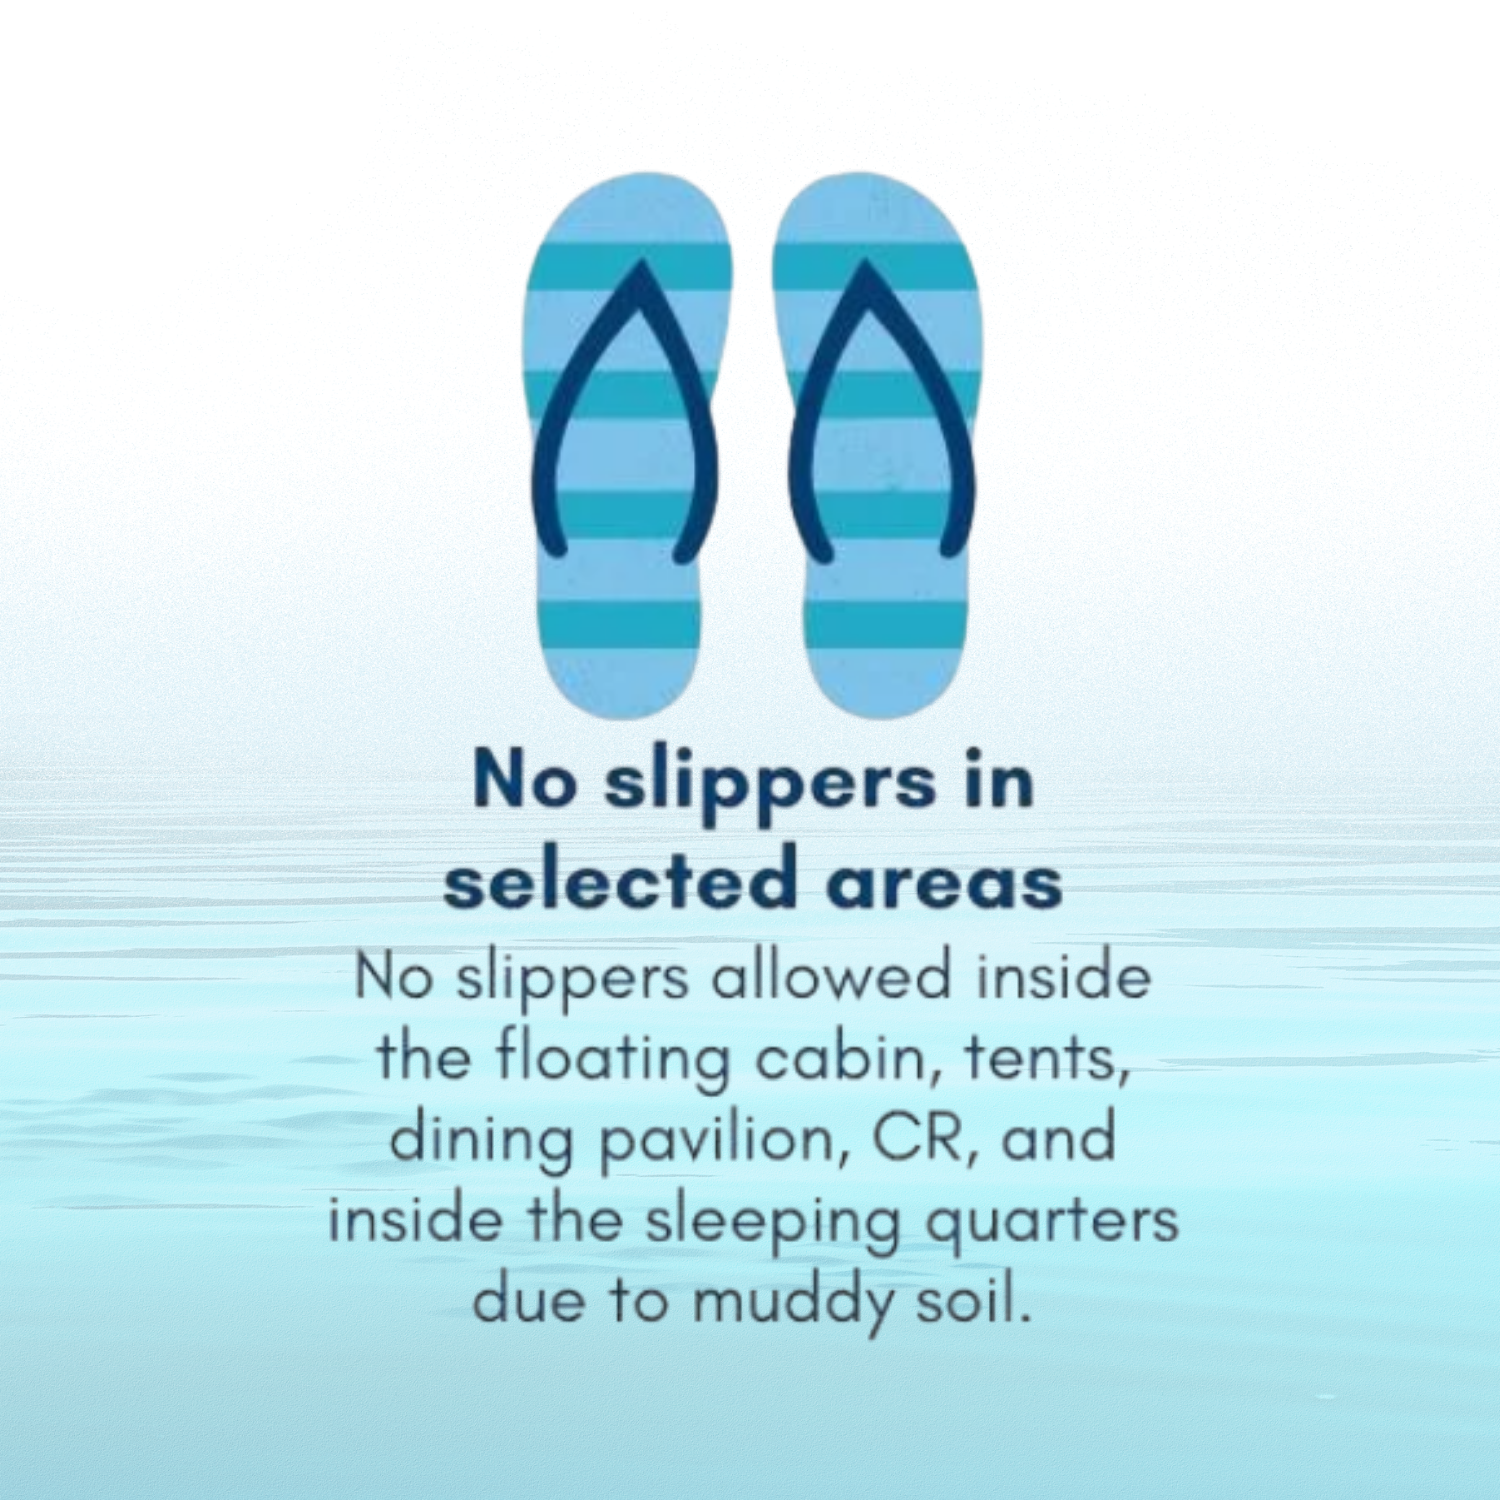 No slippers in
selected areas
No slippers allowed inside
the floating cabin, tents,
dining pavilion, CR, and
inside the sleeping quarters
due to muddy soil.